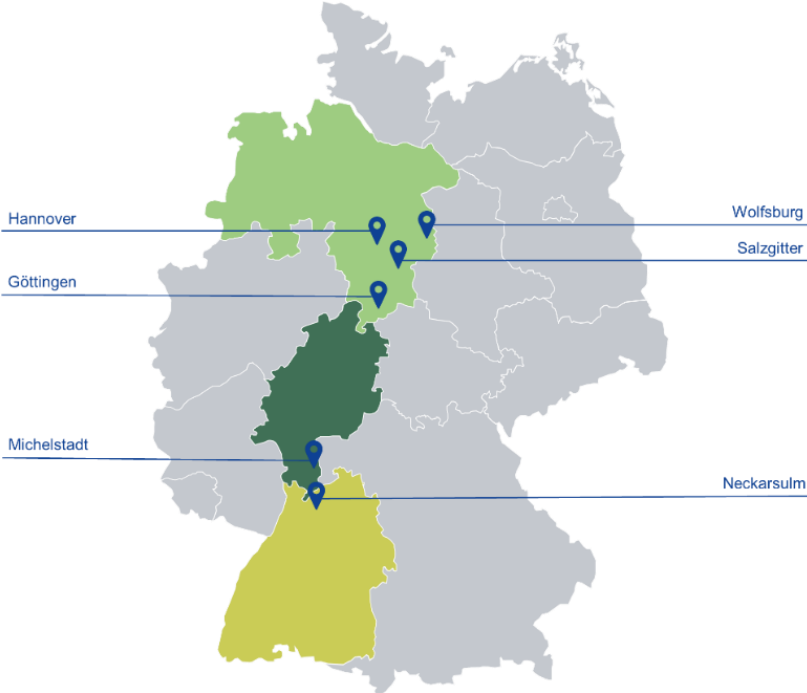 Hannover
Wolfsburg
Salzgitter
Göttingen
Michelstadt
Neckarsulm